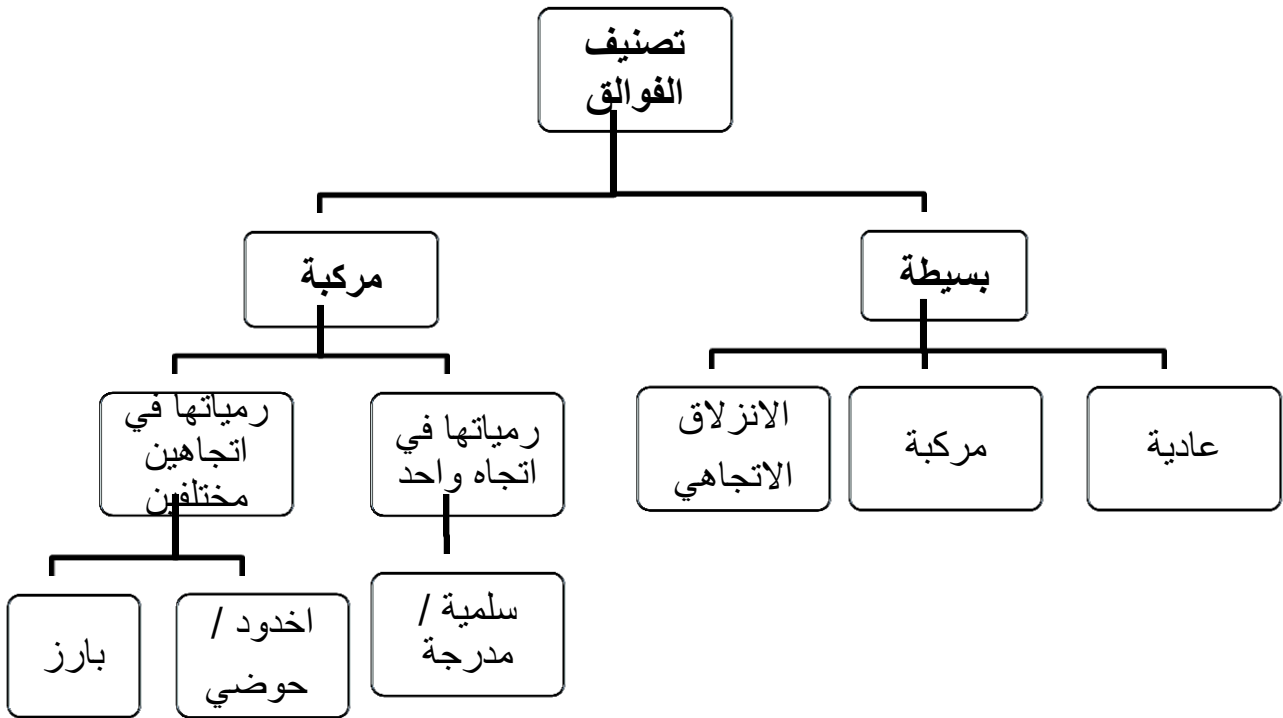 تصنيف
الفوالق
بسيطة
مركبة
عادية
مركبة
الانزلاق
الاتجاهي
رمياتها في
اتجاه واحد
رمياتها في
اتجاهين
مختلفين
سلمية /
مدرجة
اخدود /
حوضي
بارز